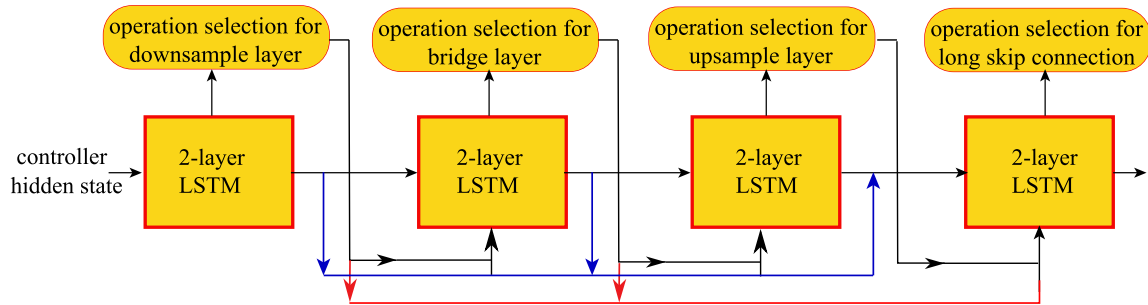 operation selection for
downsample layer
operation selection for
bridge layer
operation selection for
upsample layer
operation selection for
long skip connection
controller
hidden state
2-layer
LSTM
2-layer
LSTM
2-layer
LSTM
2-layer
LSTM